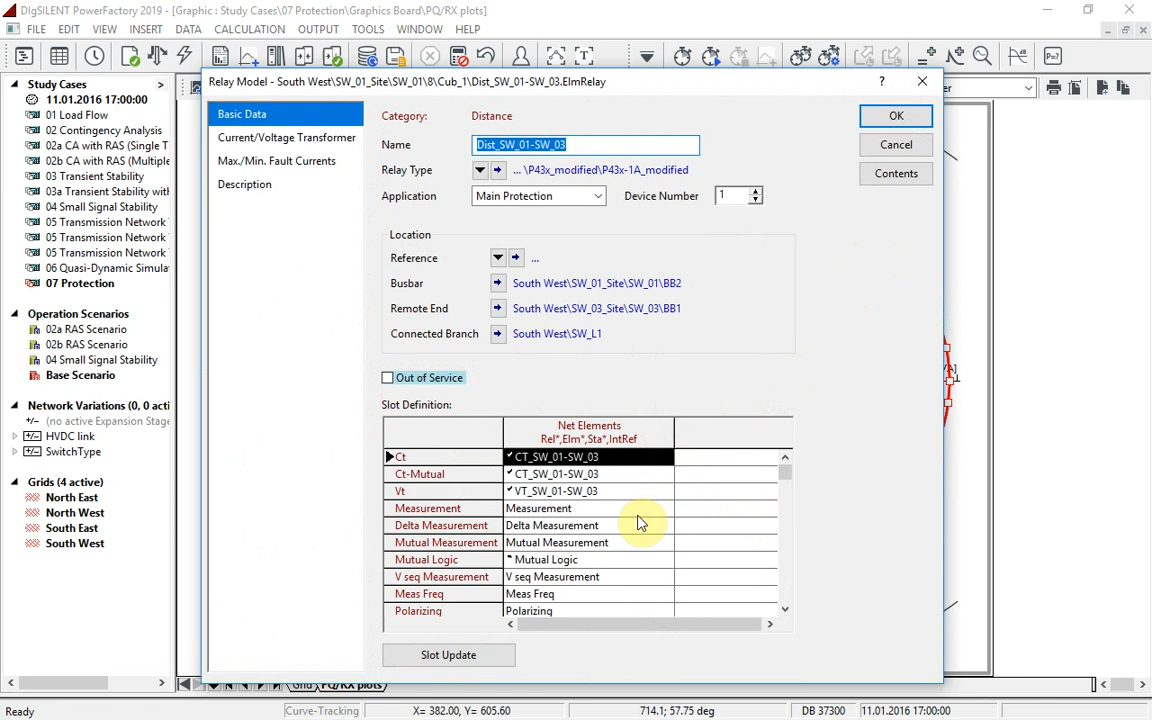 DIgSILENT PowerFactory 2019 - [Graphic : Study Cases\07 Protection\Graphics Board\PQ/RX plots]
FILE EDIT VIEW INSERT DATA CALCULATION OUTPUT TOOLS WINDOW HELP
Relay Model - South West\SW_01_Site\SW_01\8\Cub_1\Dist_SW_01-SW_03.ElmRelay
Study Cases
11.01.2016 17:00:00
01 Load Flow
02 Contingency Analysis
02a CA with RAS (Single T
02b CA with RAS (Multiple
03 Transient Stability
03a Transient Stability with
04 Small Signal Stability
05 Transmission Network
05 Transmission Network
05 Transmission Network
06 Quasi-Dynamic Simula
07 Protection
Operation Scenarios
02a RAS Scenario
02b RAS Scenario
04 Small Signal Stability
Base Scenario
Network Variations (0, 0 acti
(no active Expansion Stage
HVDC link
SwitchType
Grids (4 active)
North East
North West
South East
South West
Basic Data
Current/Voltage Transformer
Max./Min. Fault Currents
Description
Category: Distance
Name Dist_SW_01-SW_03
Relay Type ... \P43x_modified\P43x-1A_modified
Application Main Protection Device Number 1
Location
Reference ...
Busbar South West\SW_01_Site\SW_01\BB2
Remote End South West\SW_03_Site\SW_03\BB1
Connected Branch South West\SW_L1
Out of Service
Slot Definition:
Net Elements
Rel*,Elm*,Sta*,IntRef
Ct CT_SW_01-SW_03
Ct-Mutual CT_SW_01-SW_03
Vt VT_SW_01-SW_03
Measurement Measurement
Delta Measurement Delta Measurement
Mutual Measurement Mutual Measurement
Mutual Logic Mutual Logic
V seq Measurement V seq Measurement
Meas Freq Meas Freq
Polarizing Polarizing
Slot Update
OK
Cancel
Contents
Grid PQ/RX plots
Ready Curve-Tracking X= 382.00, Y= 605.60 714.1; 57.75 deg DB 37300 11.01.2016 17:00:00